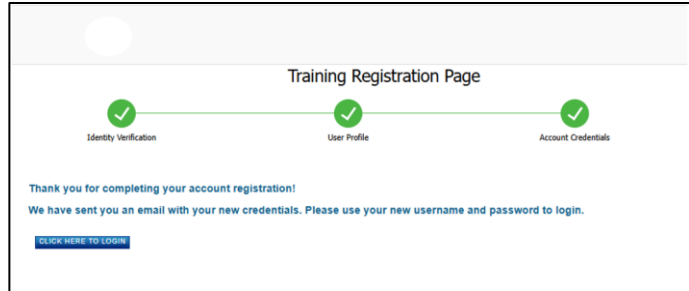 Training Registration Page
Identity Verification
User Profile
Account Credentials
Thank you for completing your account registration!
We have sent you an email with your new credentials. Please use your new username and password to login.
CLICK HERE TO LOGIN